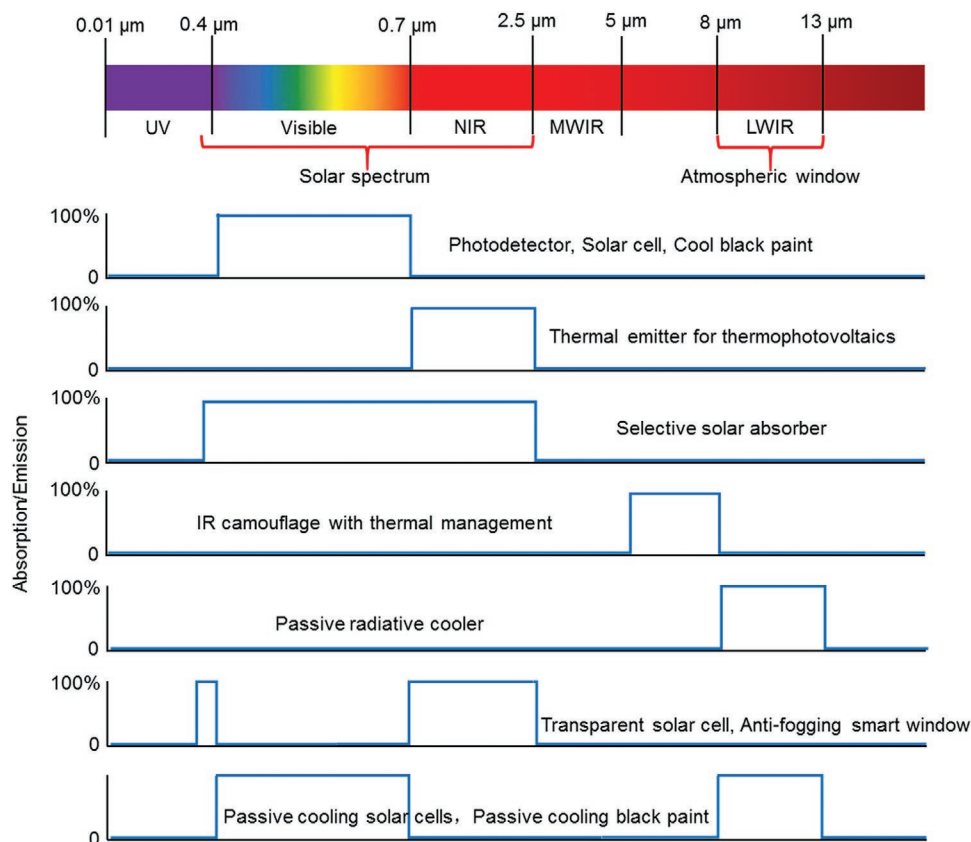 0.01 µm 0.4 µm 0.7 µm 2.5 µm 5 µm 8 µm 13 µm
UV Visible NIR MWIR LWIR
Solar spectrum Atmospheric window
Absorption/Emission
100%
Photodetector, Solar cell, Cool black paint
0
100%
Thermal emitter for thermophotovoltaics
0
100%
Selective solar absorber
0
100%
IR camouflage with thermal management
0
100%
Passive radiative cooler
0
100%
Transparent solar cell, Anti-fogging smart window
0
100%
Passive cooling solar cells，Passive cooling black paint
0